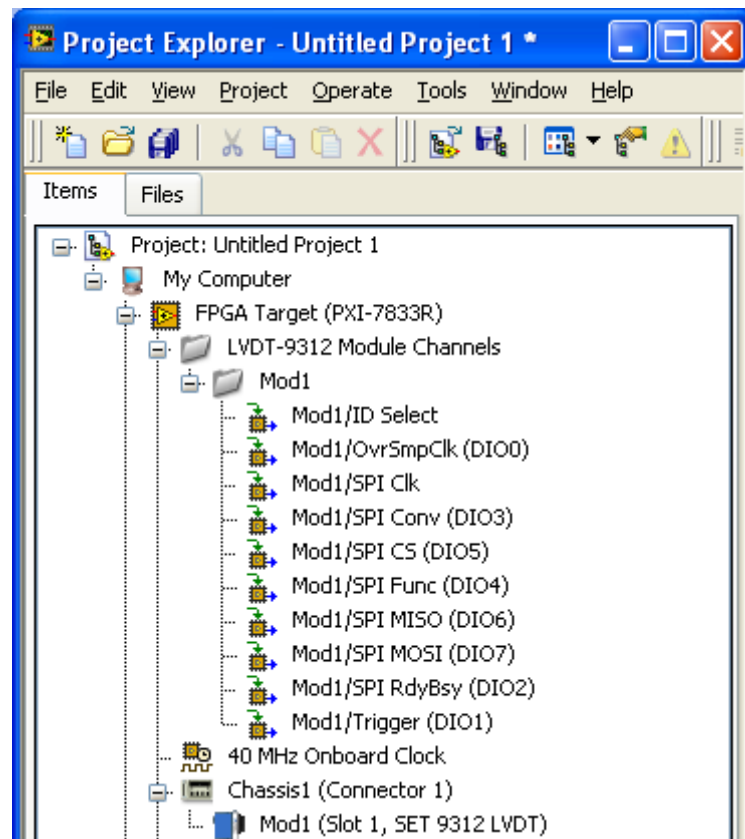 Project Explorer - Untitled Project 1 *
File Edit View Project Operate Tools Window Help
Items Files
Project: Untitled Project 1
My Computer
FPGA Target (PXI-7833R)
LVDT-9312 Module Channels
Mod1
Mod1/ID Select
Mod1/OvrSmpClk (DIO0)
Mod1/SPI Clk
Mod1/SPI Conv (DIO3)
Mod1/SPI CS (DIO5)
Mod1/SPI Func (DIO4)
Mod1/SPI MISO (DIO6)
Mod1/SPI MOSI (DIO7)
Mod1/SPI RdyBsy (DIO2)
Mod1/Trigger (DIO1)
40 MHz Onboard Clock
Chassis1 (Connector 1)
Mod1 (Slot 1, SET 9312 LVDT)